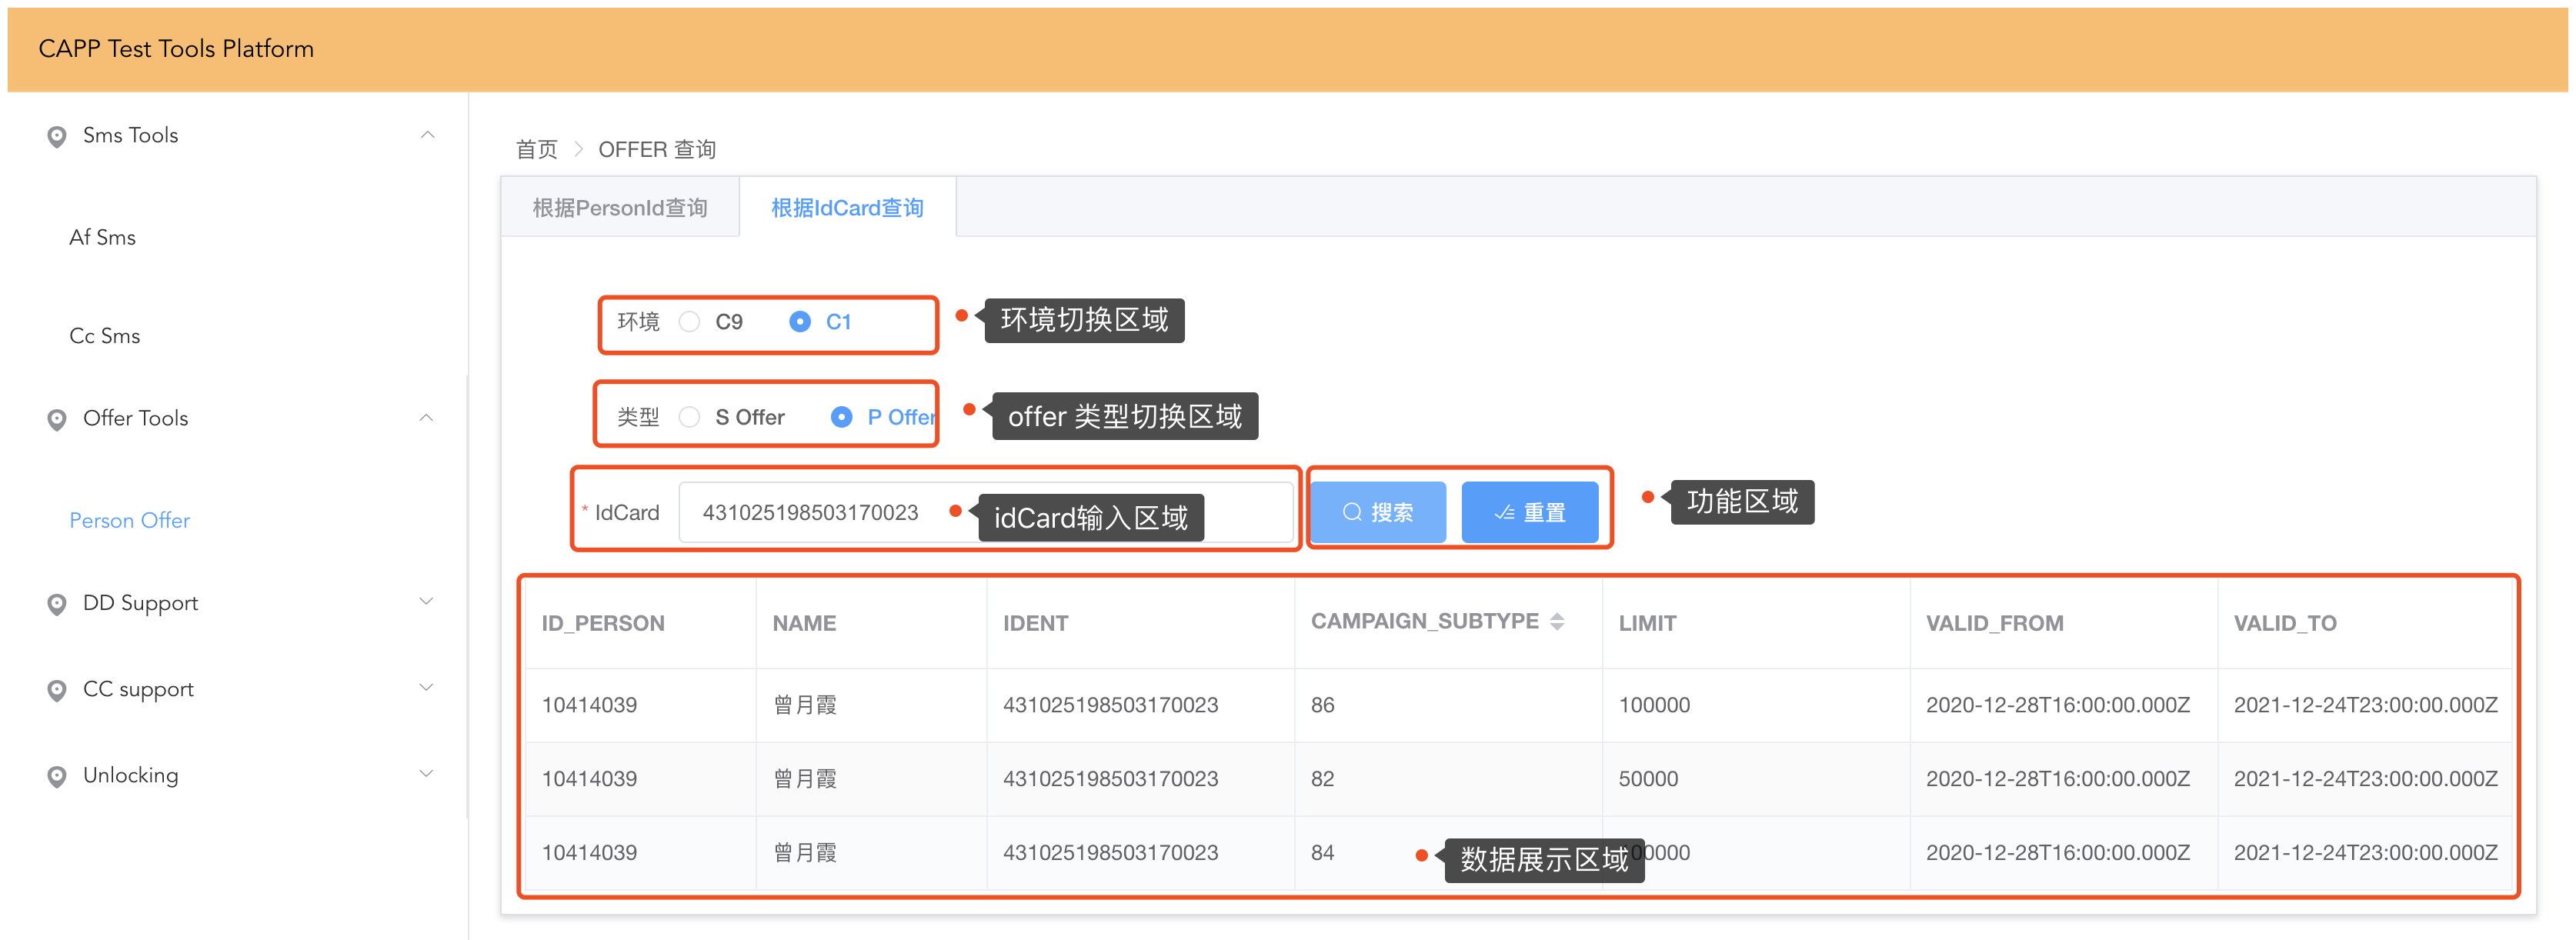 CAPP Test Tools Platform
Sms Tools
Af Sms
Cc Sms
Offer Tools
Person Offer
DD Support
CC support
Unlocking
首页 > OFFER 查询
根据PersonId查询 根据IdCard查询
环境 C9 C1 环境切换区域
类型 S Offer P Offer offer 类型切换区域
* IdCard 431025198503170023 idCard输入区域 搜索 重置 功能区域
ID_PERSON NAME IDENT CAMPAIGN_SUBTYPE LIMIT VALID_FROM VALID_TO
10414039 曾月霞 431025198503170023 86 100000 2020-12-28T16:00:00.000Z 2021-12-24T23:00:00.000Z
10414039 曾月霞 431025198503170023 82 50000 2020-12-28T16:00:00.000Z 2021-12-24T23:00:00.000Z
10414039 曾月霞 431025198503170023 84 数据展示区域 2020-12-28T16:00:00.000Z 2021-12-24T23:00:00.000Z